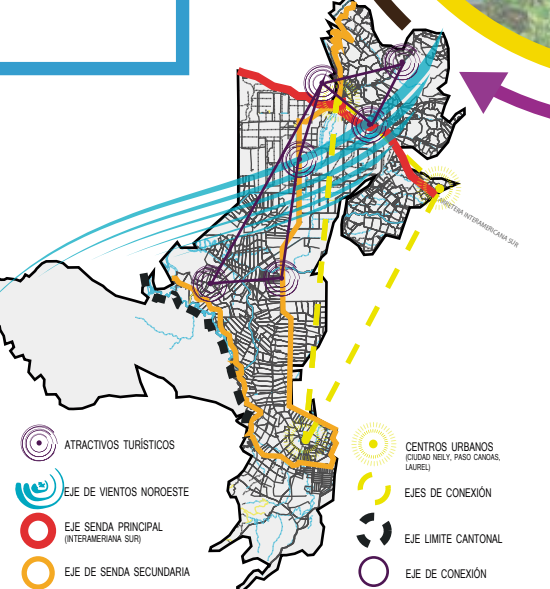 CARRETERA INTERAMERICANA SUR
ATRACTIVOS TURÍSTICOS
EJE DE VIENTOS NOROESTE
EJE SENDA PRINCIPAL
(INTERAMERIANA SUR)
EJE DE SENDA SECUNDARIA
CENTROS URBANOS
(CIUDAD NEILY, PASO CANOAS,
LAUREL)
EJES DE CONEXIÓN
EJE LIMITE CANTONAL
EJE DE CONEXIÓN